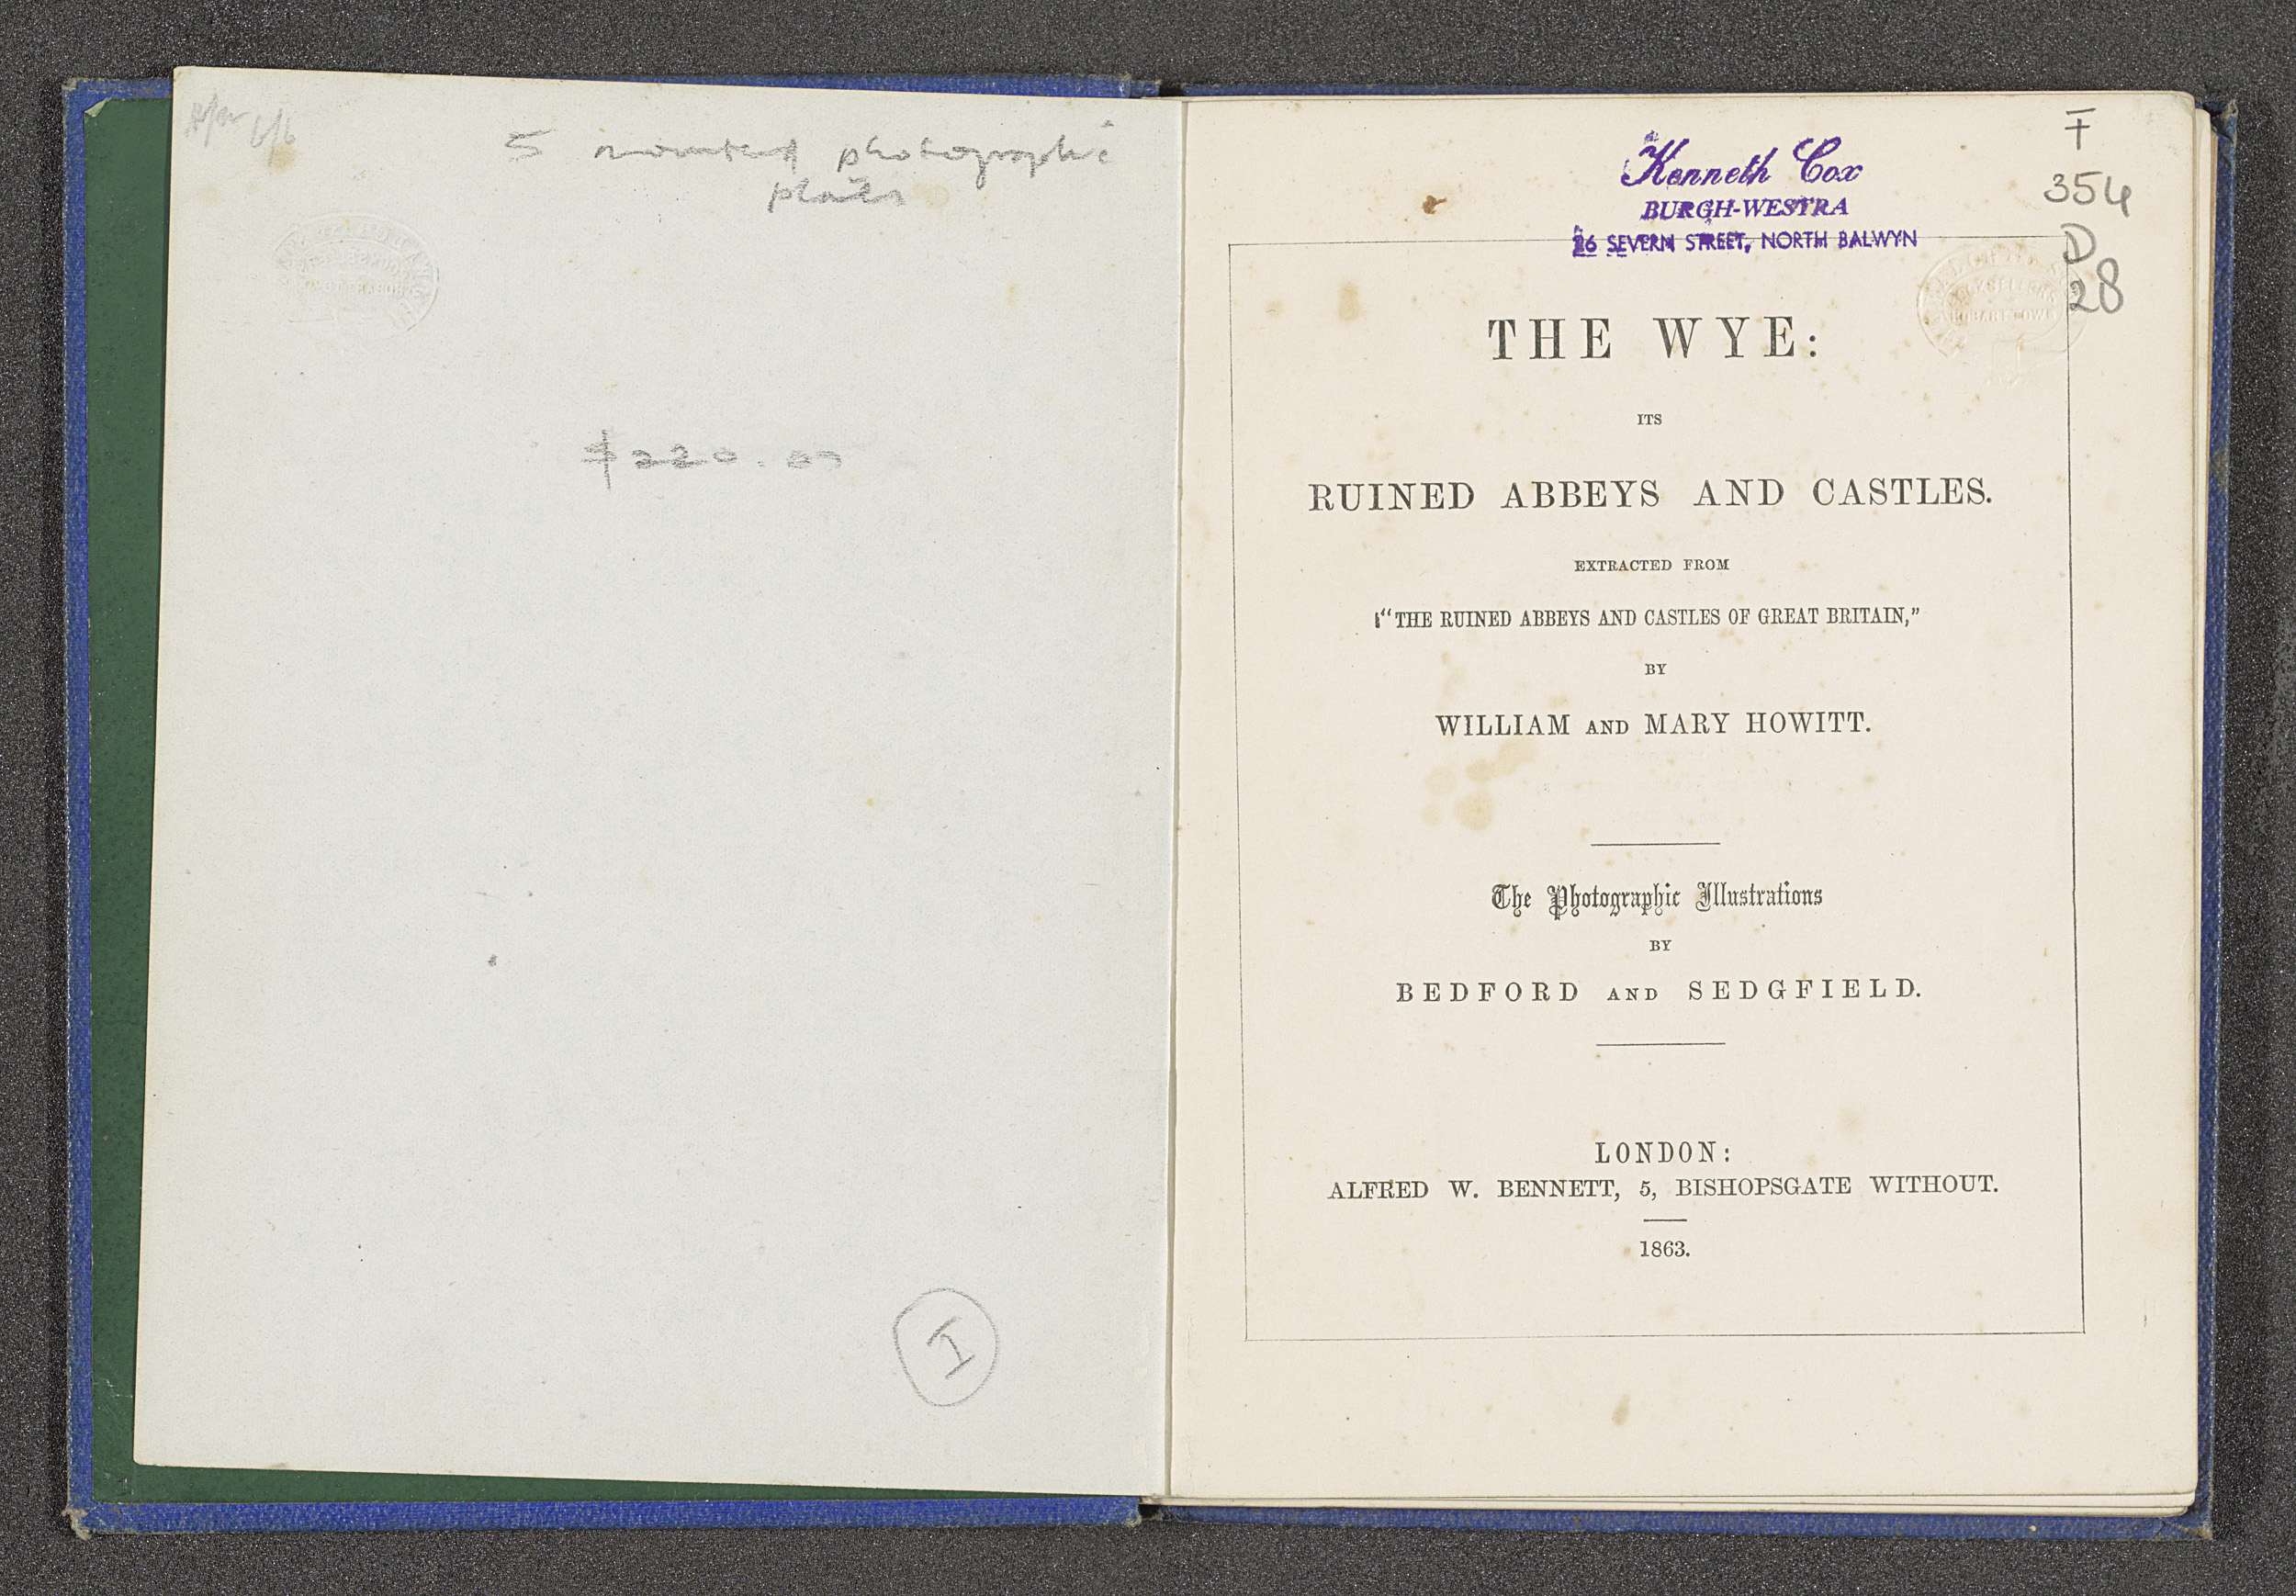 6/6
5 mounted photographic
plates
$220.00
I
Kenneth Cox
BURGH-WESTRA
26 SEVERN STREET, NORTH BALWYN
F
354
D
28
THE WYE:
ITS
RUINED ABBEYS AND CASTLES.
EXTRACTED FROM
"THE RUINED ABBEYS AND CASTLES OF GREAT BRITAIN,"
BY
WILLIAM AND MARY HOWITT.
The Photographic Illustrations
BY
BEDFORD AND SEDGFIELD.
LONDON:
ALFRED W. BENNETT, 5, BISHOPSGATE WITHOUT.
1863.